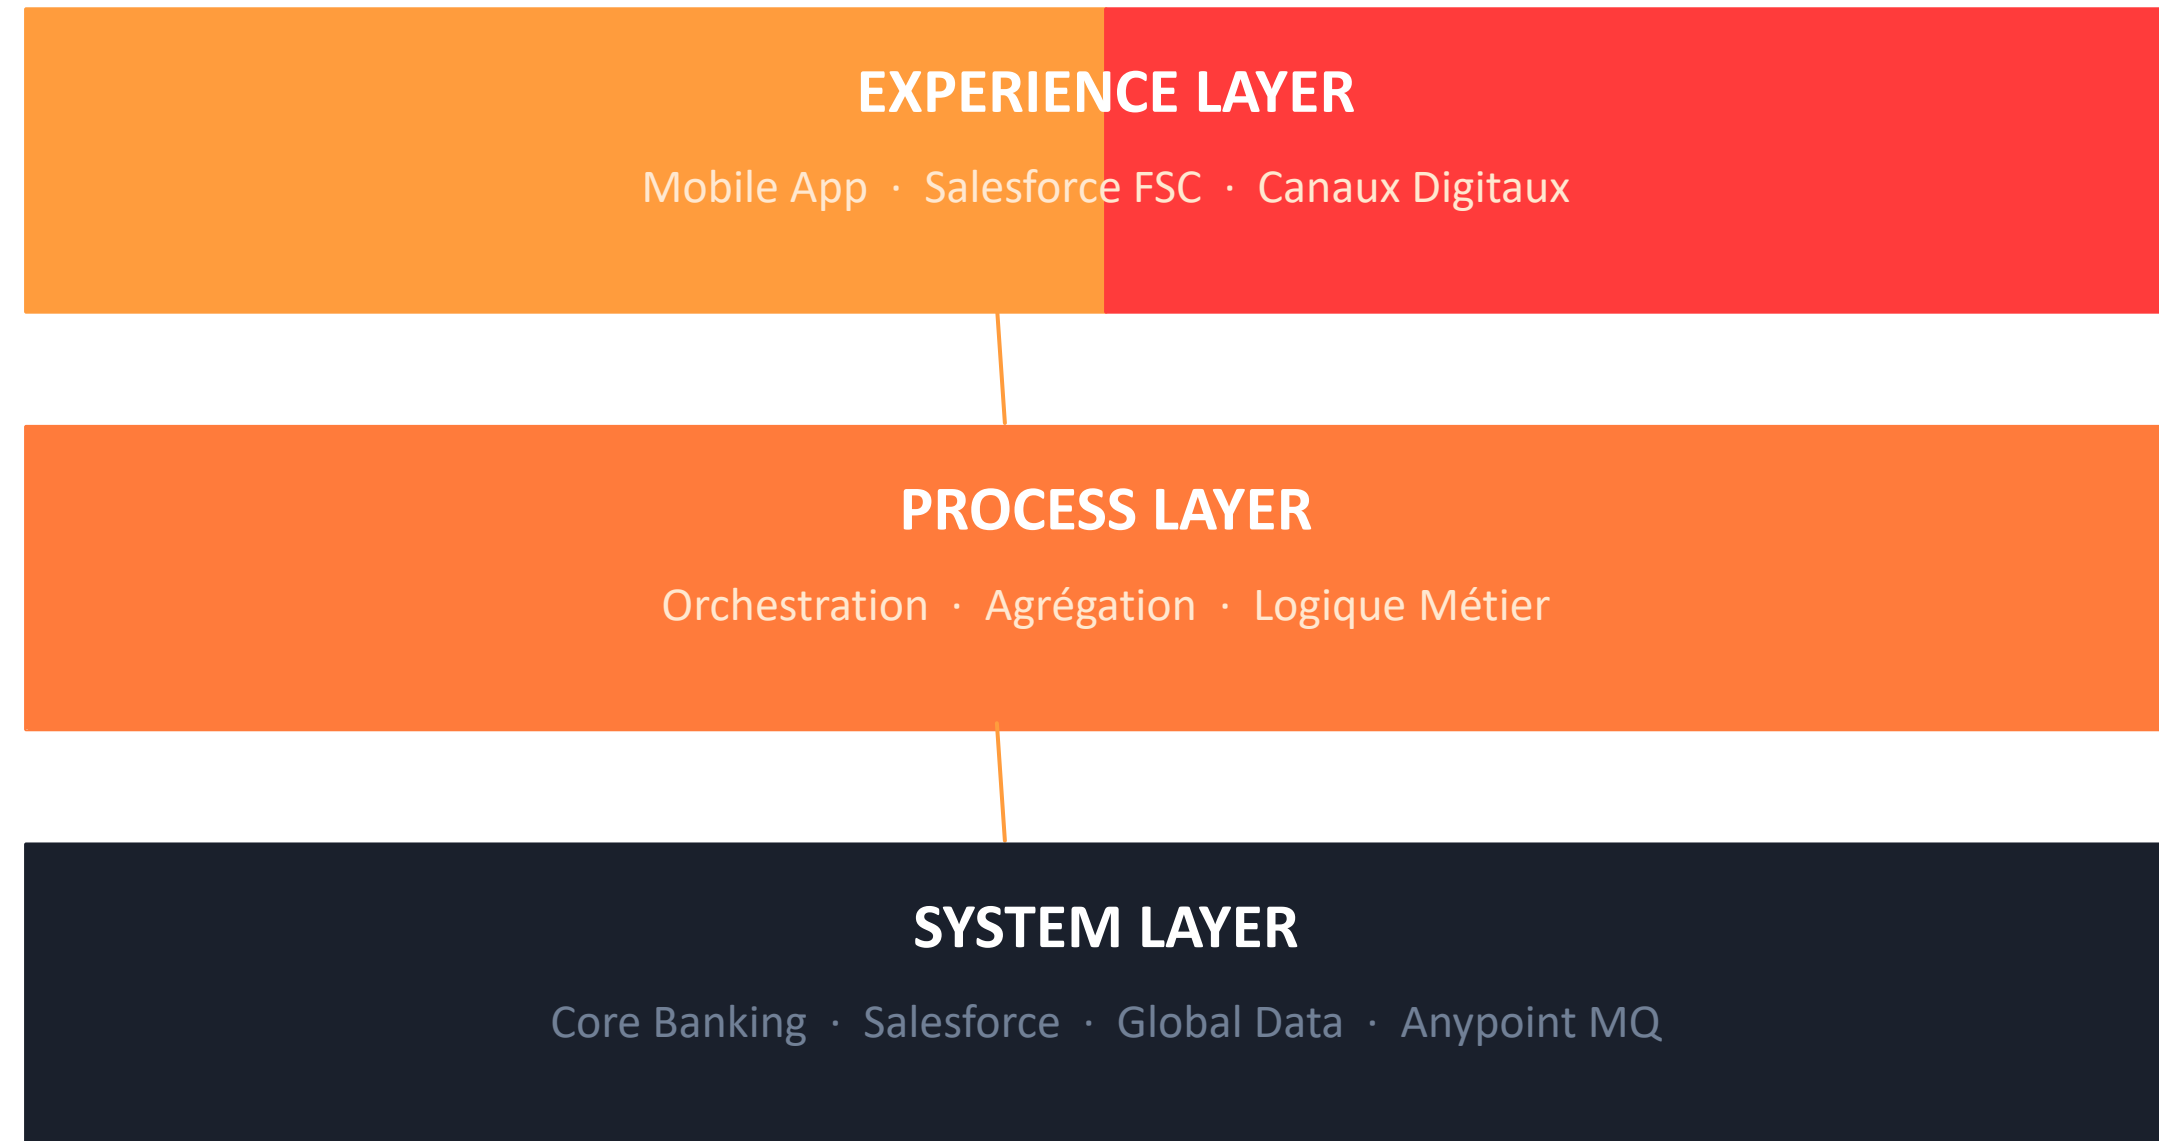 EXPERIENCE LAYER
Mobile App · Salesforce FSC · Canaux Digitaux
PROCESS LAYER
Orchestration · Agrégation · Logique Métier
SYSTEM LAYER
Core Banking · Salesforce · Global Data · Anypoint MQ